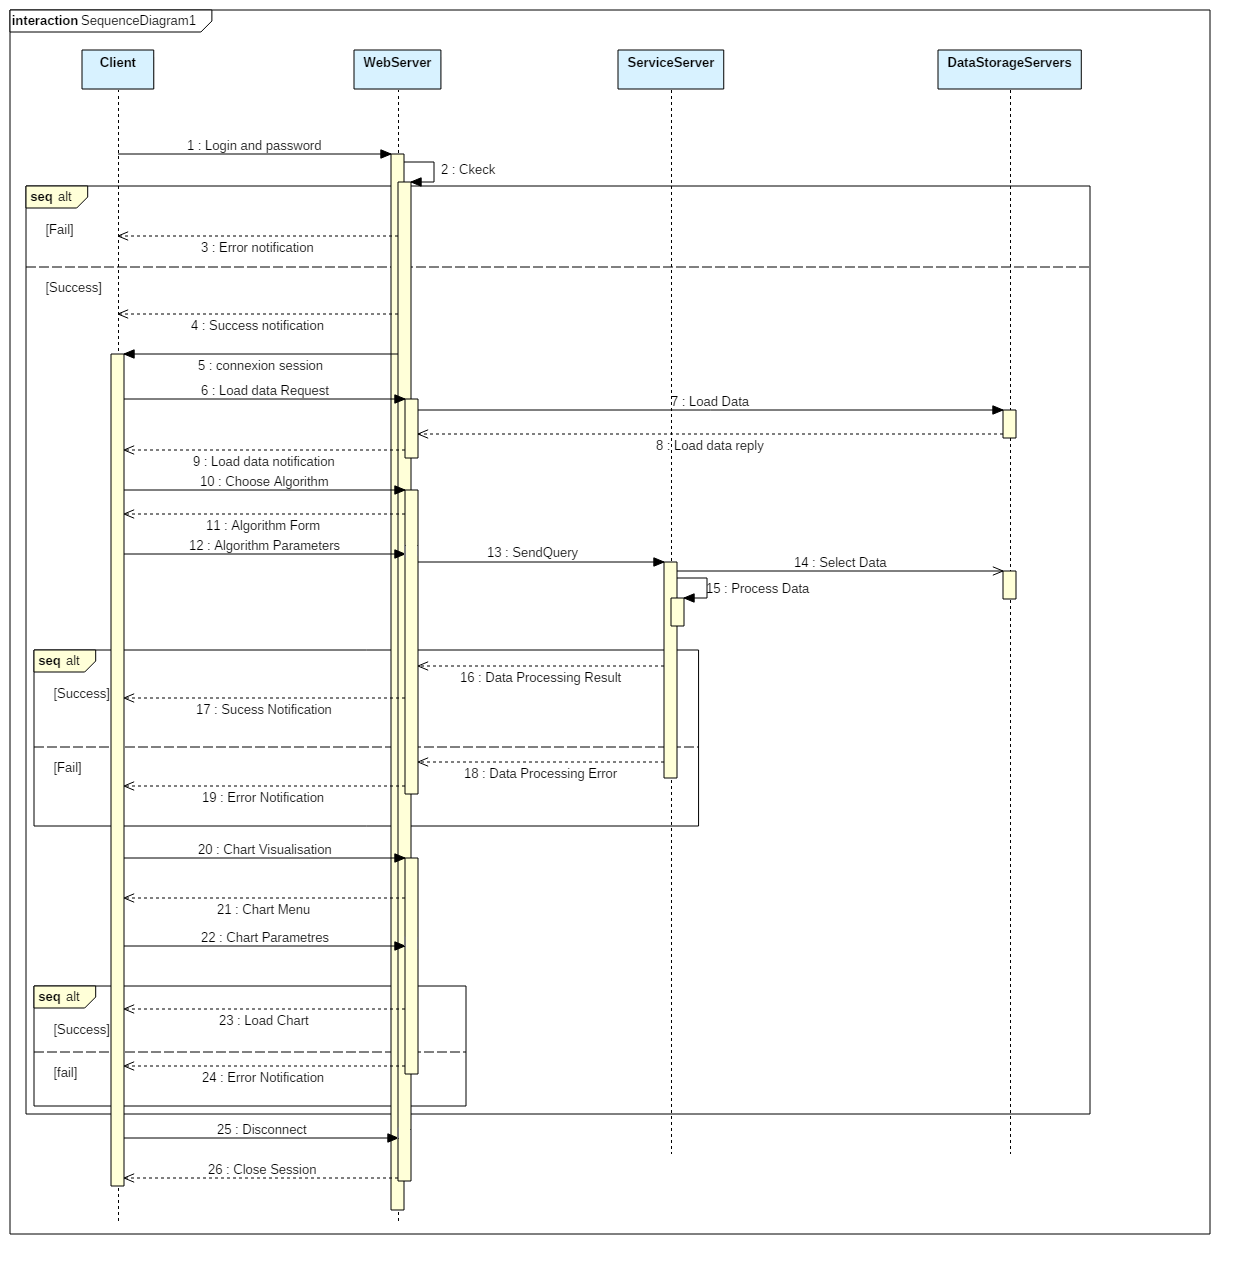 interaction SequenceDiagram1
Client
WebServer
ServiceServer
DataStorageServers
1 : Login and password
2 : Ckeck
seq alt
[Fail]
3 : Error notification
[Success]
4 : Success notification
5 : connexion session
6 : Load data Request
7 : Load Data
8 : Load data reply
9 : Load data notification
10 : Choose Algorithm
11 : Algorithm Form
12 : Algorithm Parameters
13 : SendQuery
14 : Select Data
15 : Process Data
seq alt
16 : Data Processing Result
[Success]
17 : Sucess Notification
[Fail]
18 : Data Processing Error
19 : Error Notification
20 : Chart Visualisation
21 : Chart Menu
22 : Chart Parametres
seq alt
23 : Load Chart
[Success]
[fail]
24 : Error Notification
25 : Disconnect
26 : Close Session